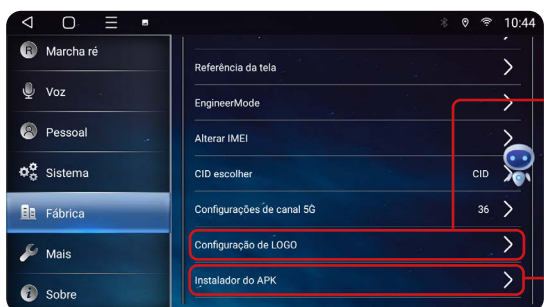 10:44
R Marcha ré
Voz
Pessoal
Sistema
Fábrica
Mais
Sobre
Referência da tela
EngineerMode
Alterar IMEI
CID escolher CID
Configurações de canal 5G 36
Configuração de LOGO
Instalador do APK